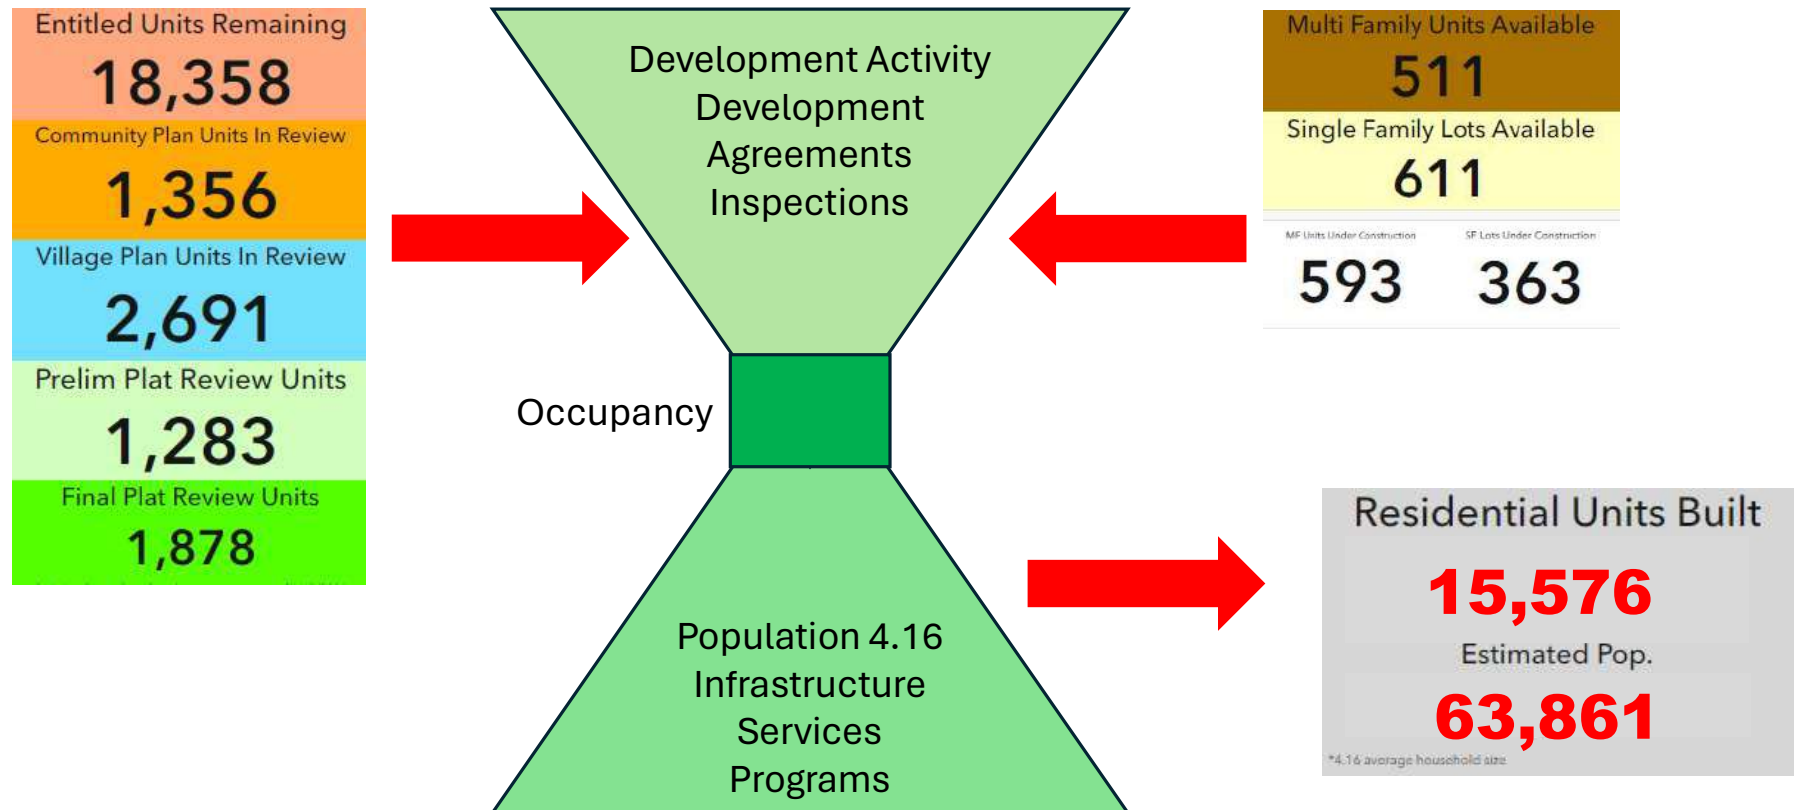 Entitled Units Remaining
18,358
Community Plan Units In Review
1,356
Village Plan Units In Review
2,691
Prelim Plat Review Units
1,283
Final Plat Review Units
1,878
Development Activity
Development
Agreements
Inspections
Occupancy
Population 4.16
Infrastructure
Services
Programs
Multi Family Units Available
511
Single Family Lots Available
611
MF Units Under Construction
593
SF Lots Under Construction
363
Residential Units Built
15,576
Estimated Pop.
63,861
*4.16 average household size